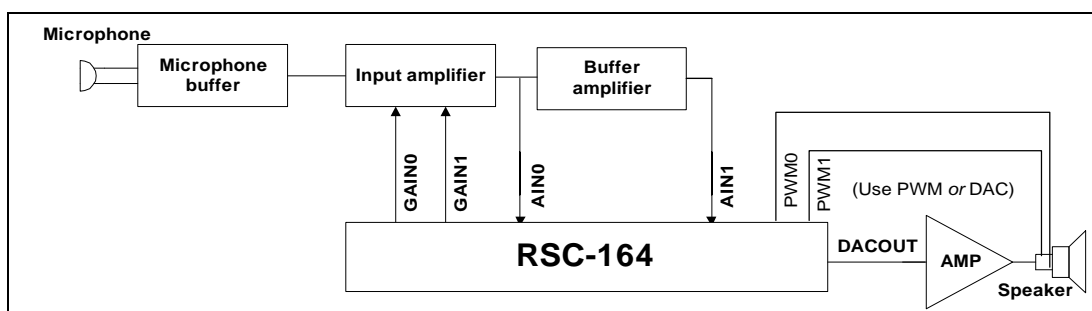 Microphone
Microphone
buffer
Input amplifier
Buffer
amplifier
GAIN0
GAIN1
AIN0
AIN1
PWM0
PWM1
(Use PWM or DAC)
RSC-164
DACOUT
AMP
Speaker